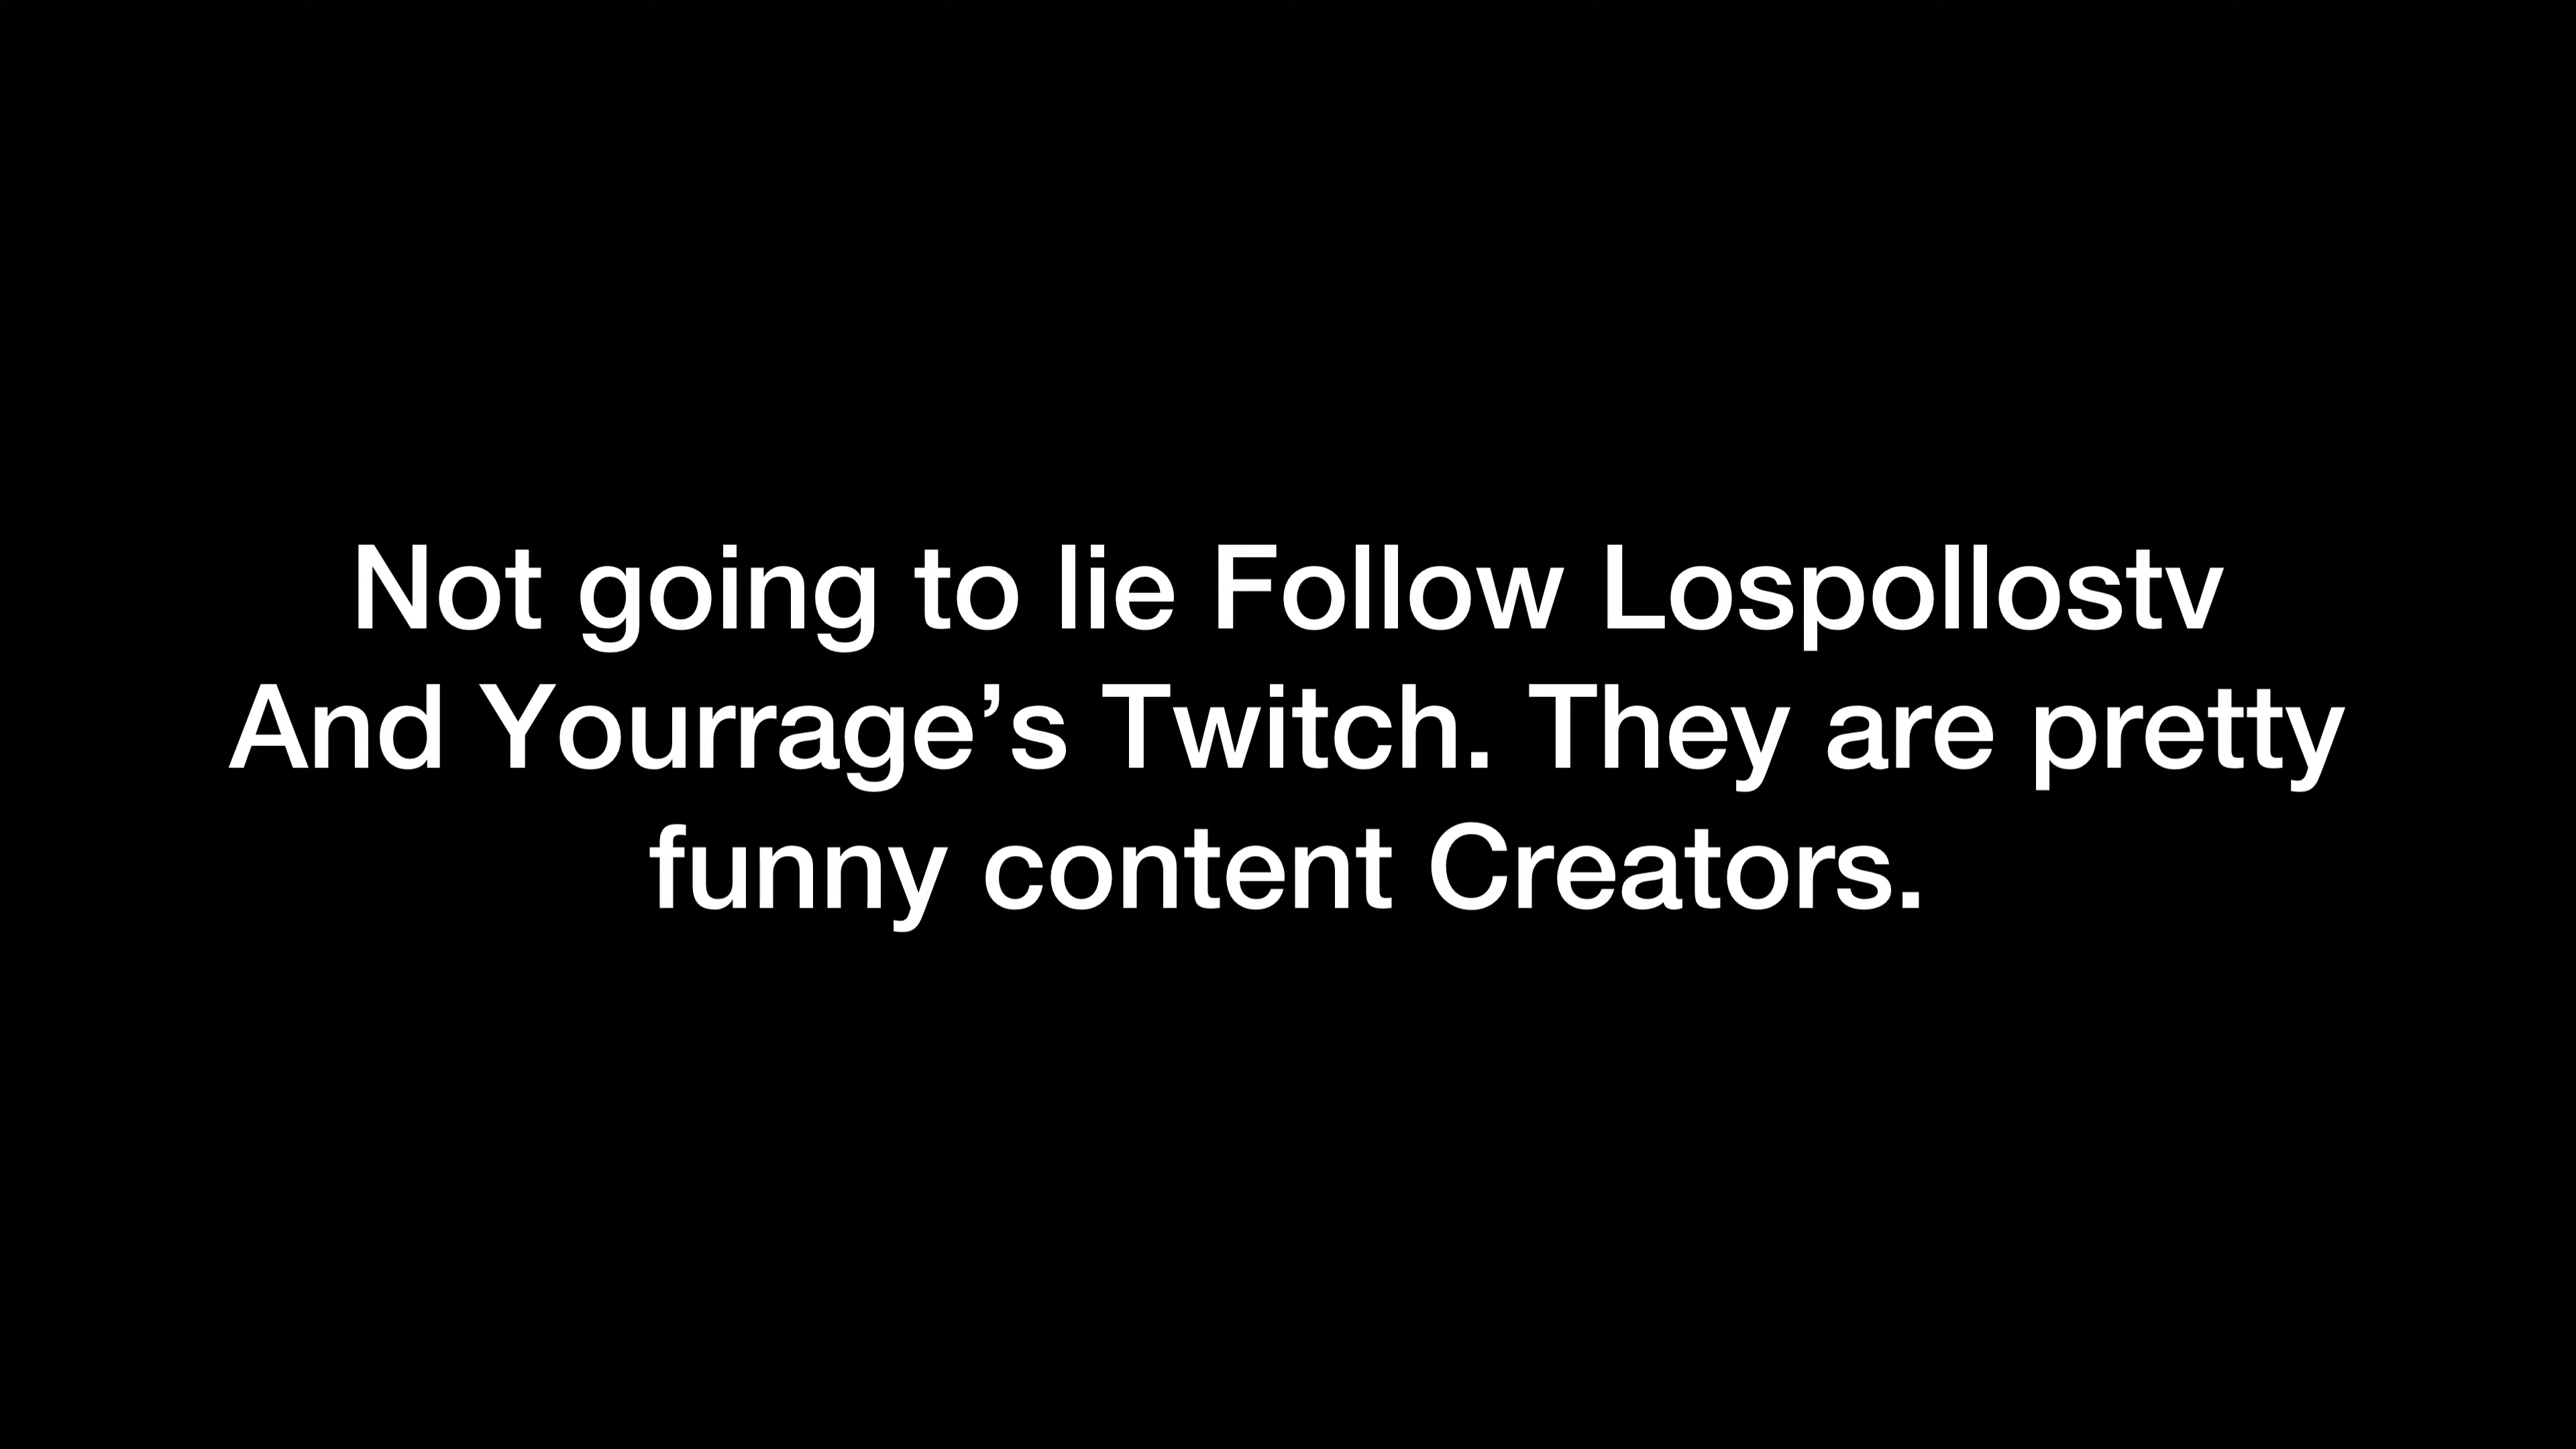 Not going to lie Follow Lospollostv
And Yourrage’s Twitch. They are pretty
funny content Creators.